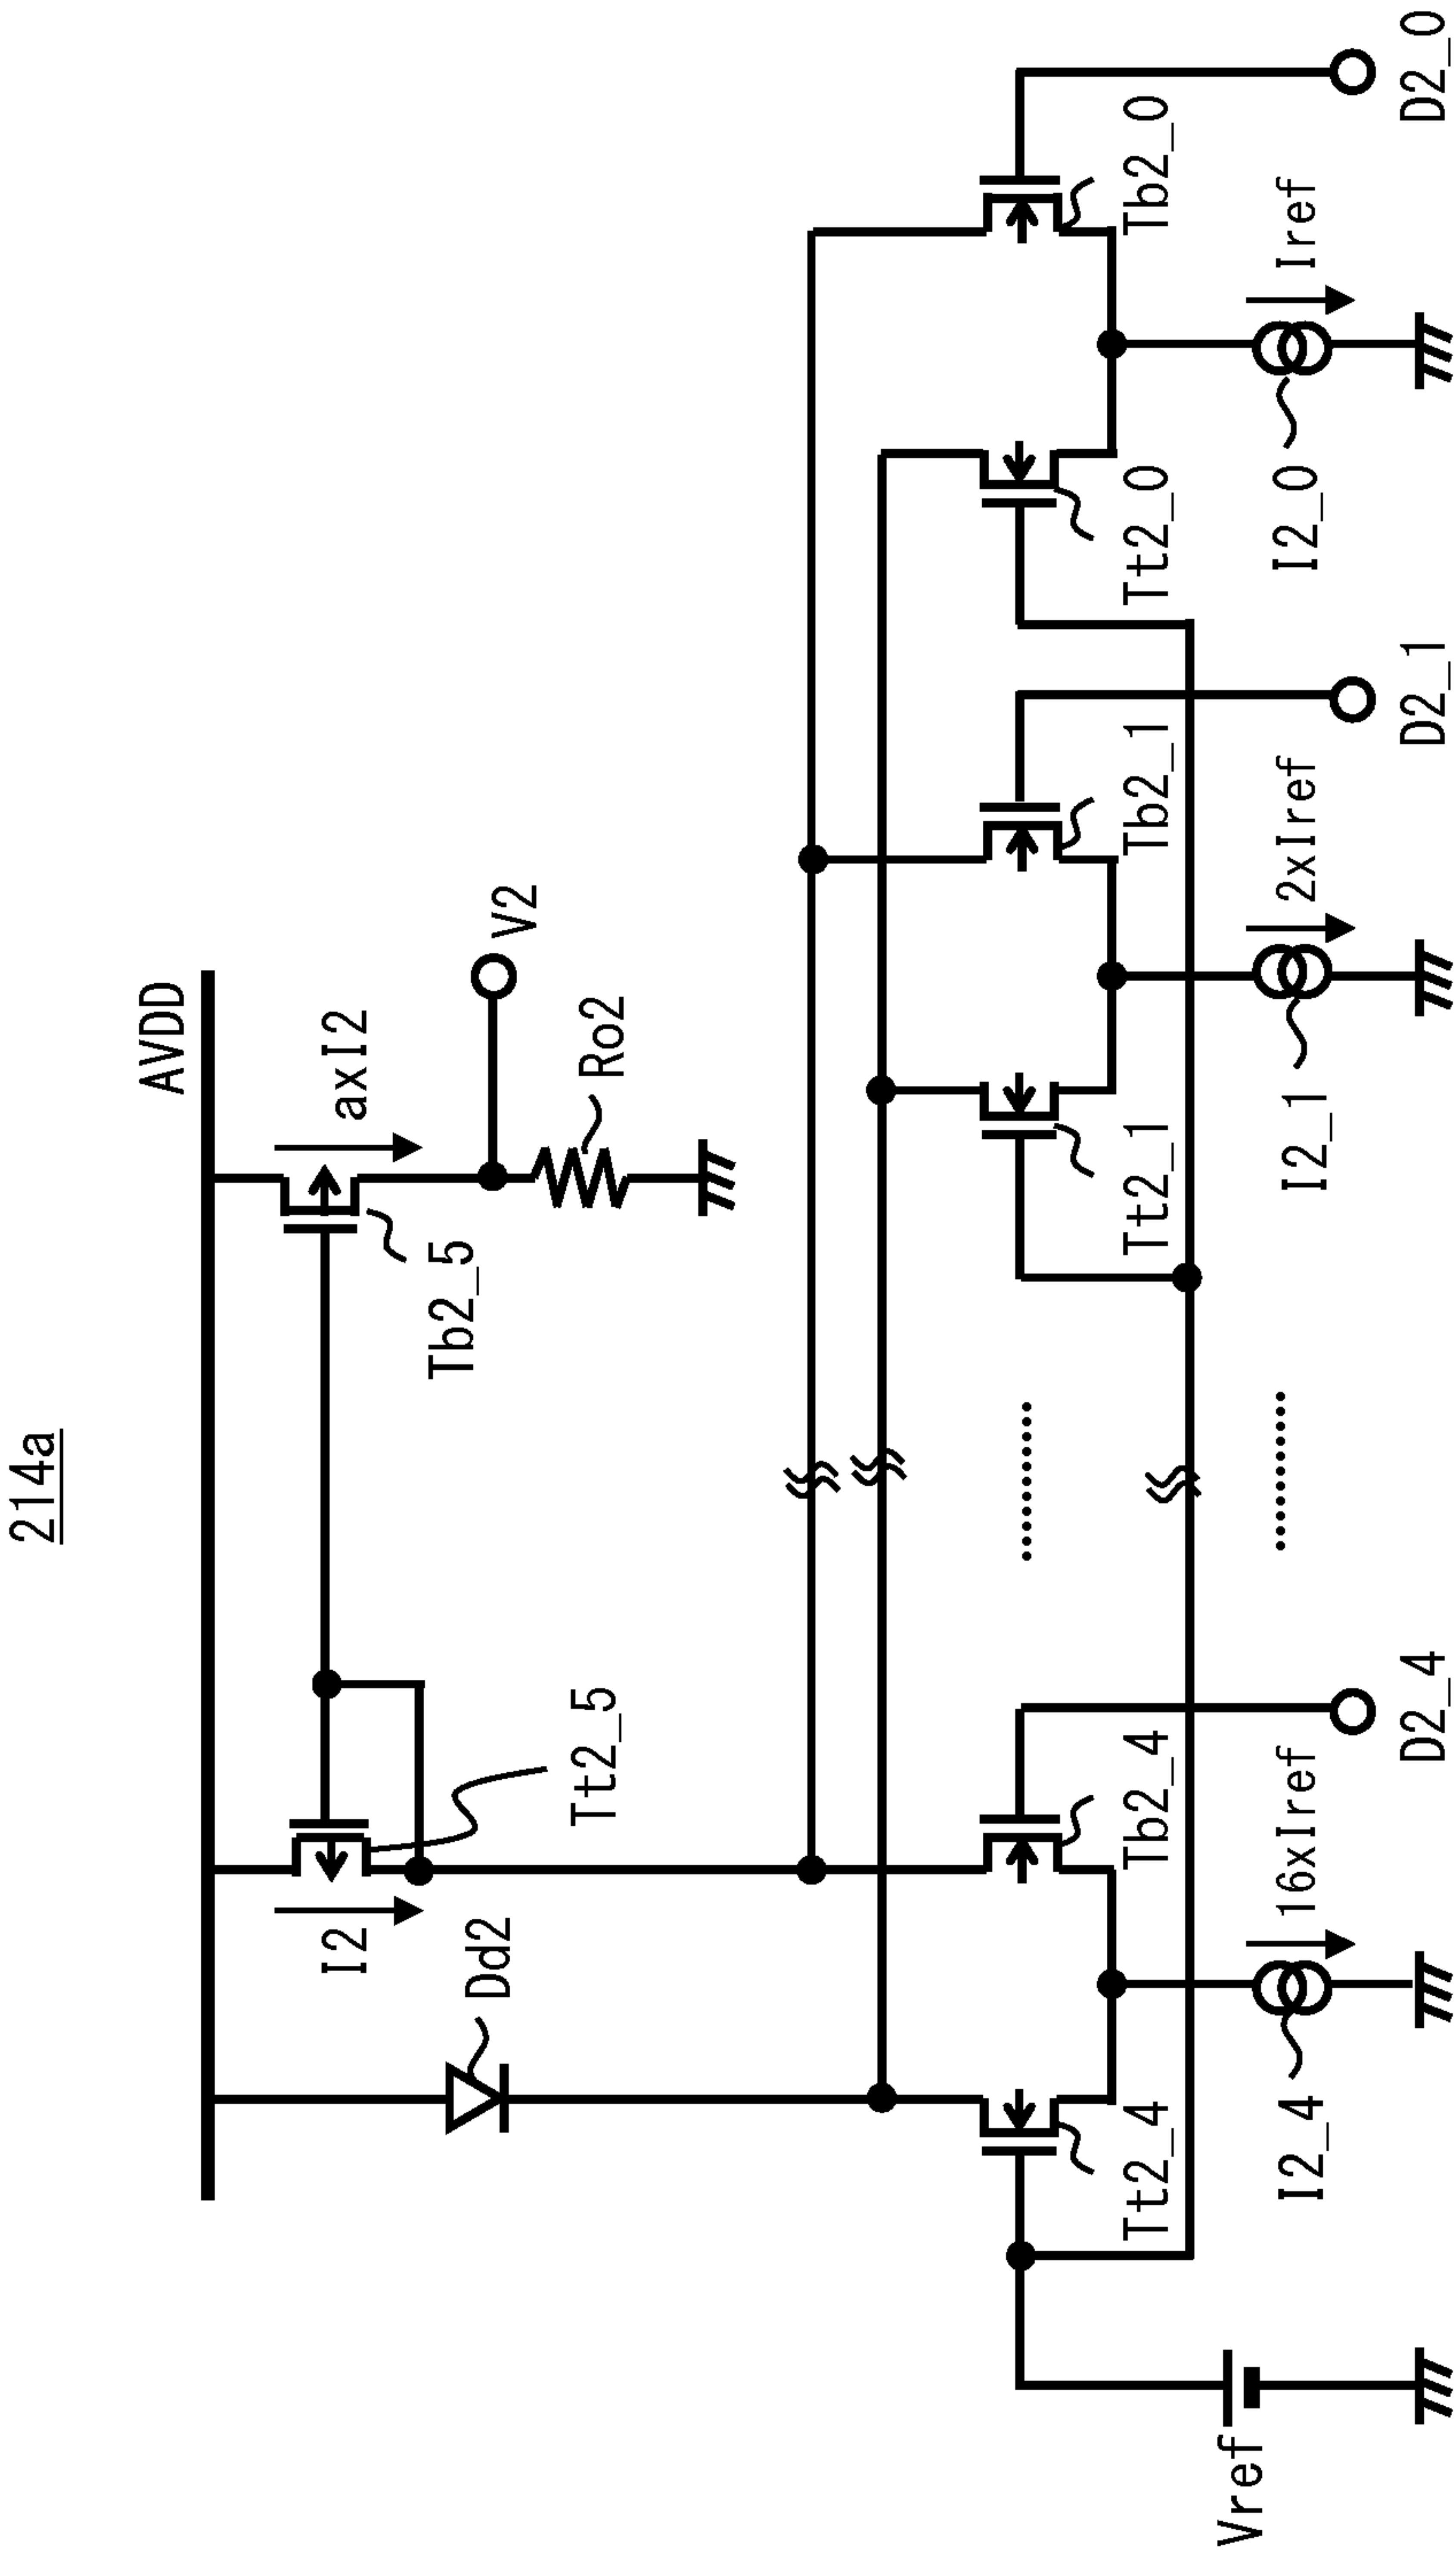 214a
AVDD
I2
axI2
Tt2_5
Tb2_5
Dd2
V2
Ro2
Tt2_4
Tb2_4
Tt2_1
Tb2_1
Tt2_0
Tb2_0
Vref
I2_4
16xIref
I2_1
2xIref
I2_0
Iref
D2_4
D2_1
D2_0